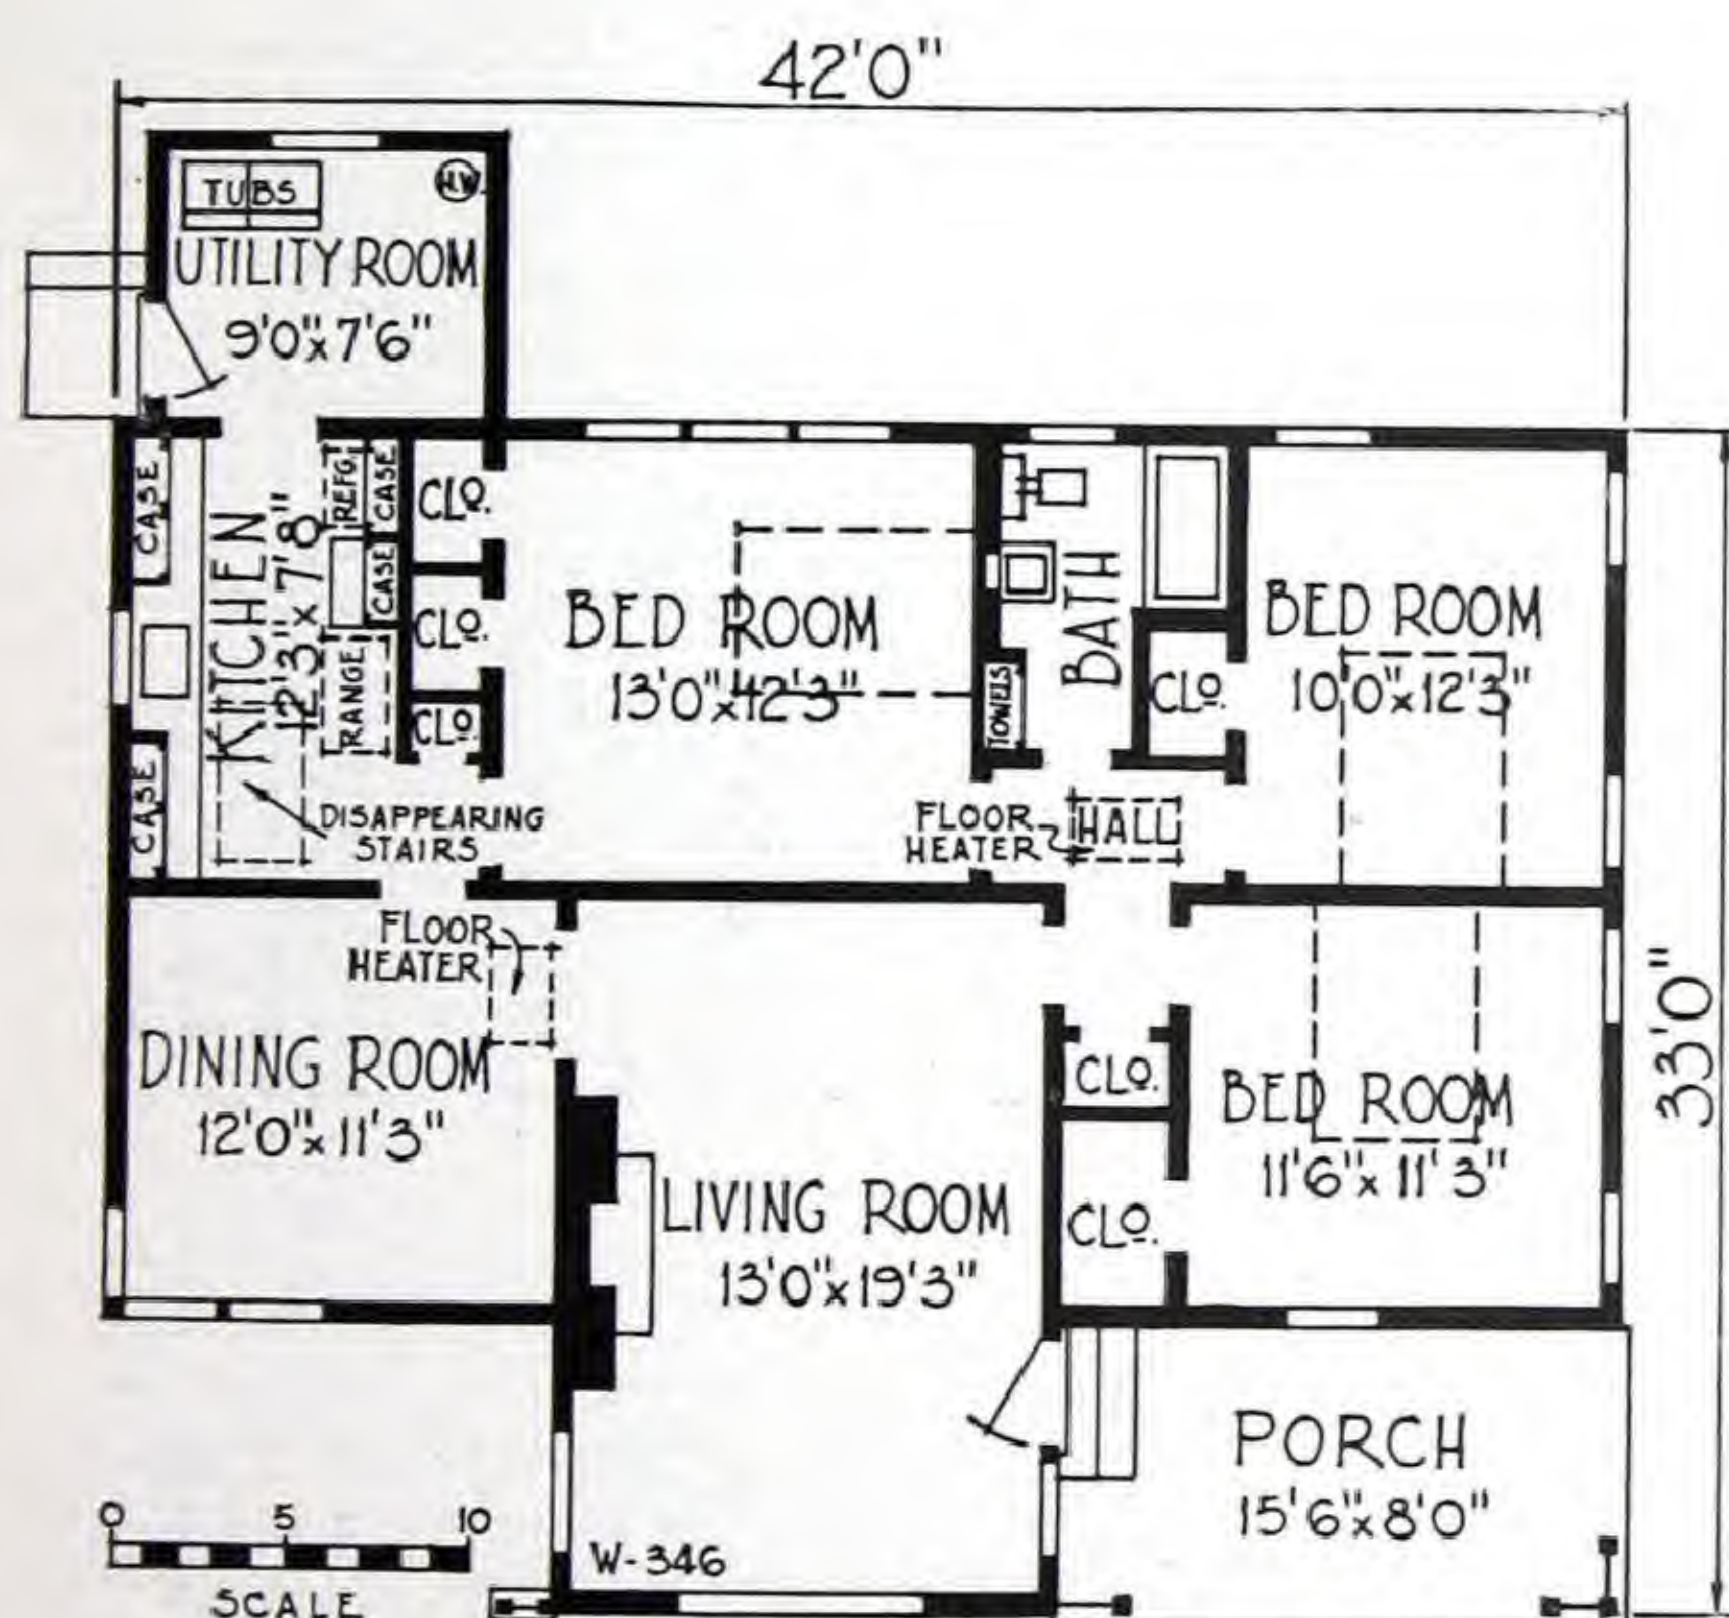 42'0"
TUBS
H.W.
UTILITY ROOM
9'0"x7'6"
CASE
KITCHEN
12'3"x7'8"
REFG.
CASE
CASE
RANGE
CASE
CLO.
CLO.
CLO.
DISAPPEARING
STAIRS
BED ROOM
13'0"x12'3"
BATH
TOWELS
CLO.
BED ROOM
10'0"x12'3"
FLOOR
HEATER
HALL
FLOOR
HEATER
DINING ROOM
12'0"x11'3"
LIVING ROOM
13'0"x19'3"
CLO.
CLO.
BED ROOM
11'6"x11'3"
33'0"
PORCH
15'6"x8'0"
W-346
0 5 10
SCALE